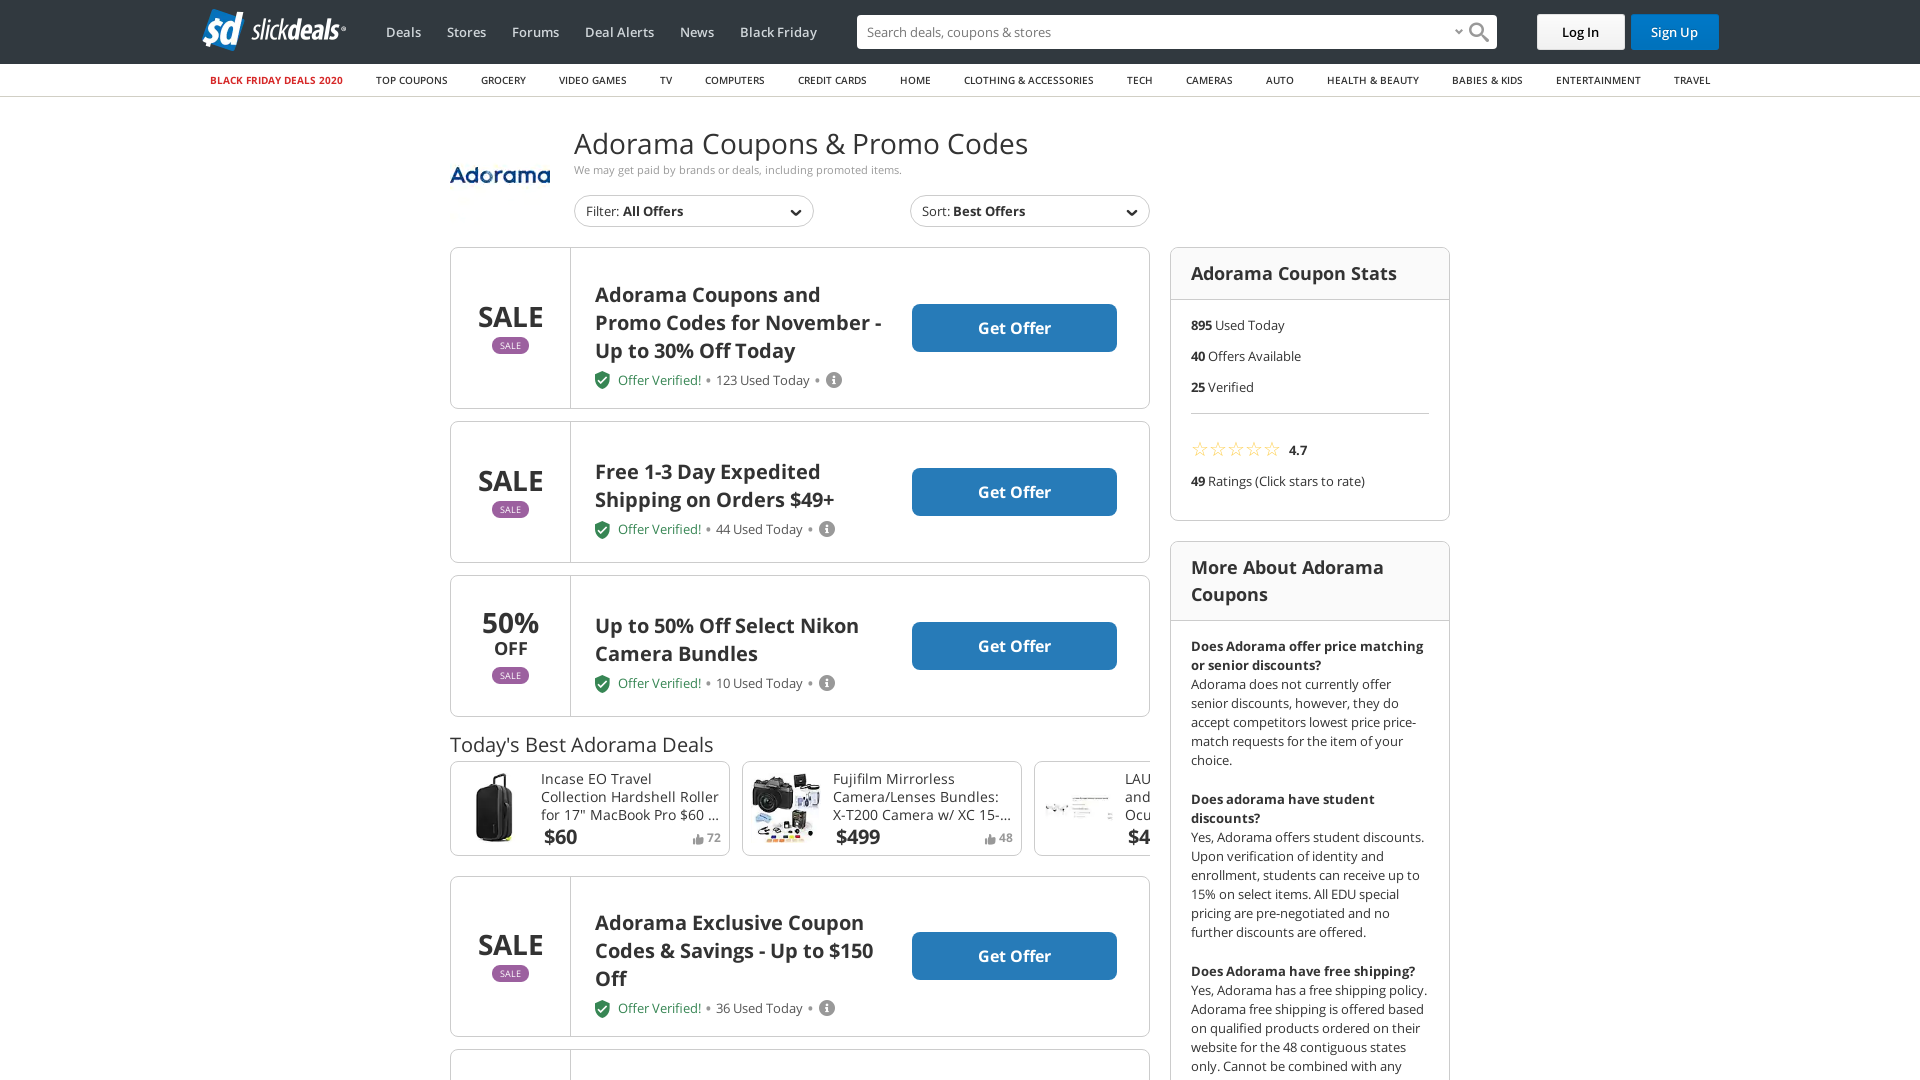 sd slickdeals
Deals Stores Forums Deal Alerts News Black Friday
Search deals, coupons & stores
Log In
Sign Up
BLACK FRIDAY DEALS 2020 TOP COUPONS GROCERY VIDEO GAMES TV COMPUTERS CREDIT CARDS HOME CLOTHING & ACCESSORIES TECH CAMERAS AUTO HEALTH & BEAUTY BABIES & KIDS ENTERTAINMENT TRAVEL
Adorama
Adorama Coupons & Promo Codes
We may get paid by brands or deals, including promoted items.
Filter: All Offers
Sort: Best Offers
SALE
SALE
Adorama Coupons and
Promo Codes for November -
Up to 30% Off Today
Offer Verified! • 123 Used Today •
Get Offer
SALE
SALE
Free 1-3 Day Expedited
Shipping on Orders $49+
Offer Verified! • 44 Used Today •
Get Offer
50%
OFF
SALE
Up to 50% Off Select Nikon
Camera Bundles
Offer Verified! • 10 Used Today •
Get Offer
Today's Best Adorama Deals
Incase EO Travel
Collection Hardshell Roller
for 17" MacBook Pro $60 ...
$60
72
Fujifilm Mirrorless
Camera/Lenses Bundles:
X-T200 Camera w/ XC 15-...
$499
48
LAU
and
Ocu
$4
SALE
SALE
Adorama Exclusive Coupon
Codes & Savings - Up to $150
Off
Offer Verified! • 36 Used Today •
Get Offer
Adorama Coupon Stats
895 Used Today
40 Offers Available
25 Verified
4.7
49 Ratings (Click stars to rate)
More About Adorama
Coupons
Does Adorama offer price matching
or senior discounts?
Adorama does not currently offer
senior discounts, however, they do
accept competitors lowest price price-
match requests for the item of your
choice.
Does adorama have student
discounts?
Yes, Adorama offers student discounts.
Upon verification of identity and
enrollment, students can receive up to
15% on select items. All EDU special
pricing are pre-negotiated and no
further discounts are offered.
Does Adorama have free shipping?
Yes, Adorama has a free shipping policy.
Adorama free shipping is offered based
on qualified products ordered on their
website for the 48 contiguous states
only. Cannot be combined with any